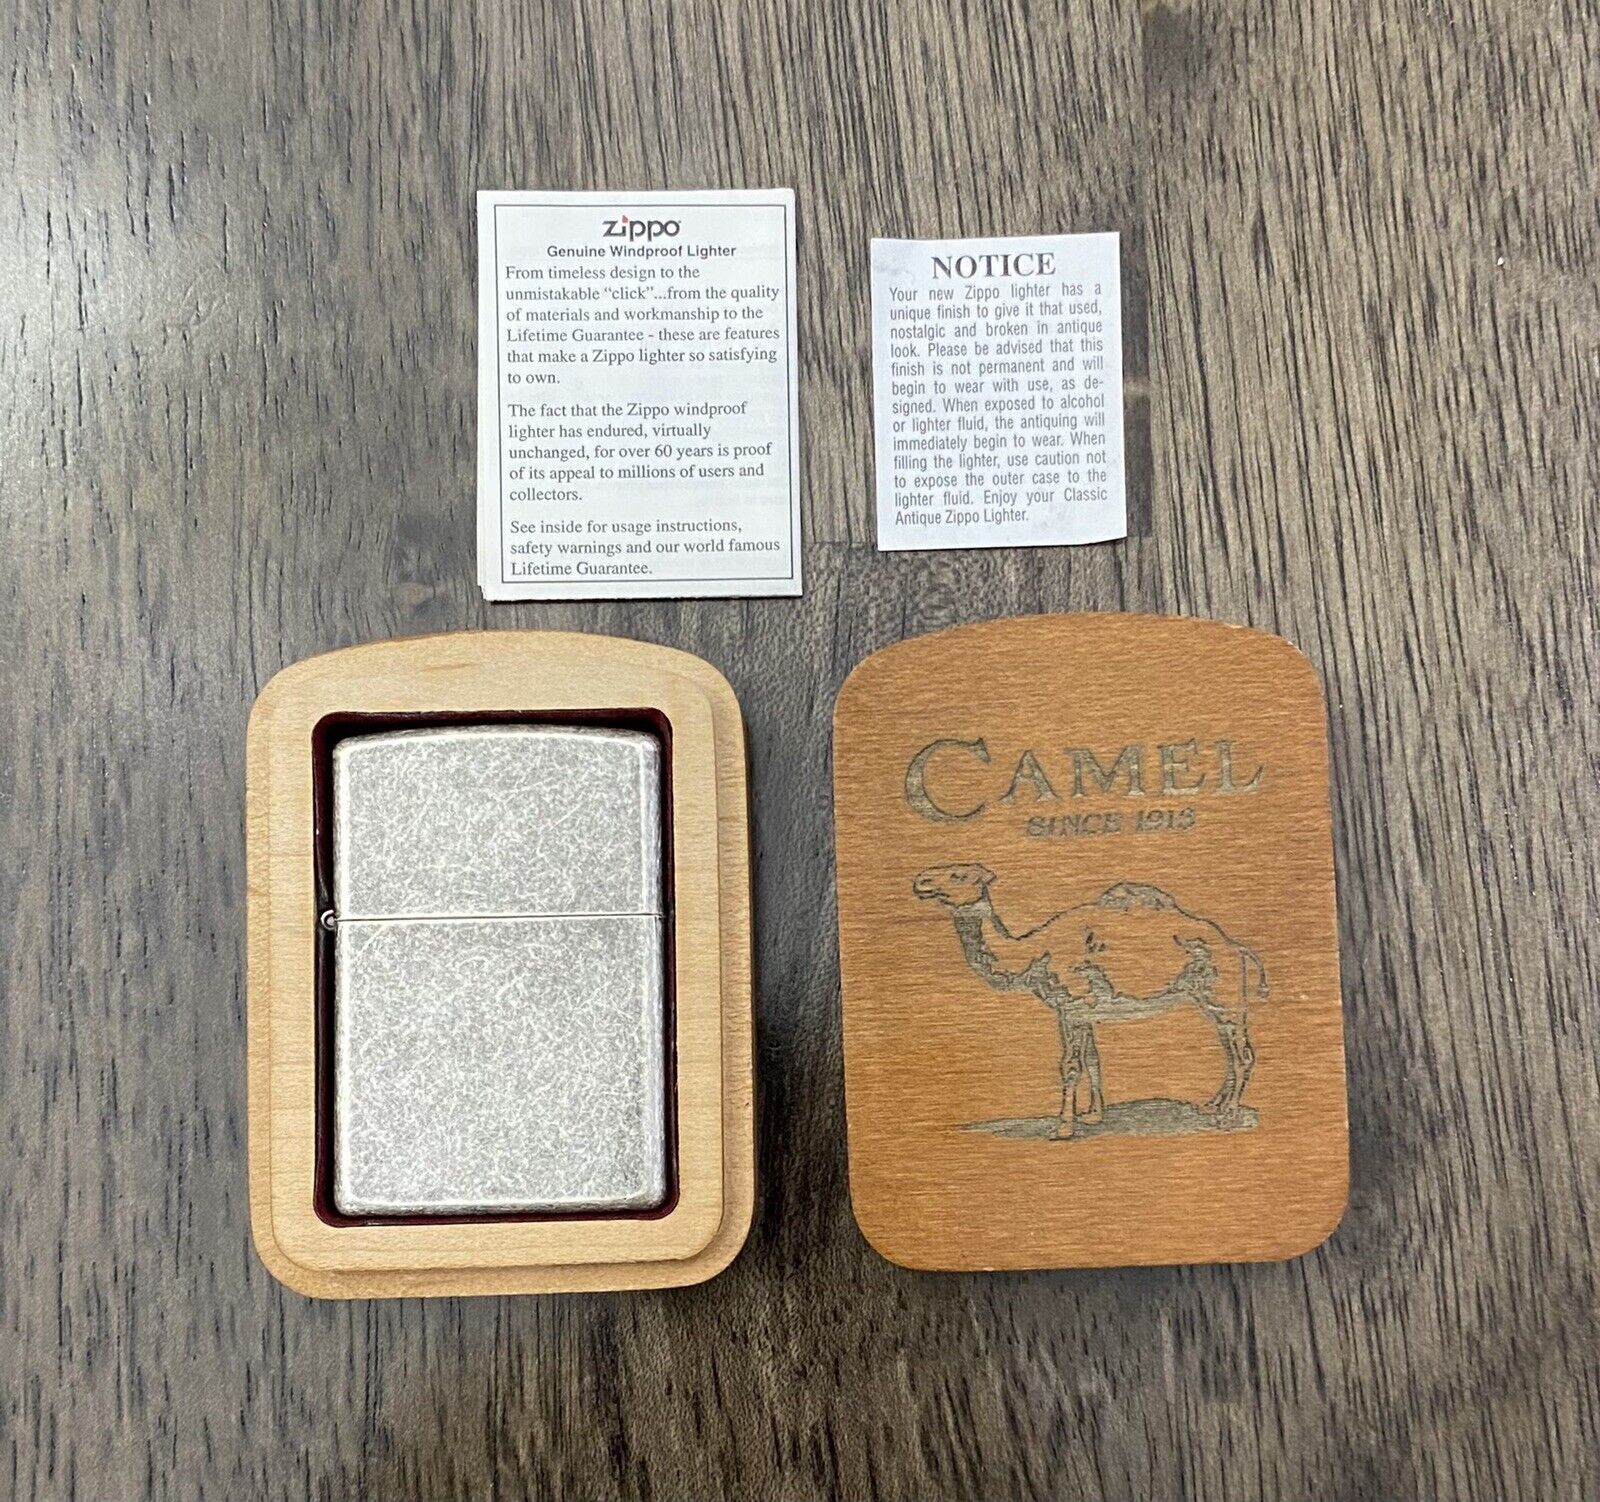 Zippo
Genuine Windproof Lighter
From timeless design to the
unmistakable “click”...from the quality
of materials and workmanship to the
Lifetime Guarantee - these are features
that make a Zippo lighter so satisfying
to own.
The fact that the Zippo windproof
lighter has endured, virtually
unchanged, for over 60 years is proof
of its appeal to millions of users and
collectors.
See inside for usage instructions,
safety warnings and our world famous
Lifetime Guarantee.
NOTICE
Your new Zippo lighter has a
unique finish to give it that used,
nostalgic and broken in antique
look. Please be advised that this
finish is not permanent and will
begin to wear with use, as de-
signed. When exposed to alcohol
or lighter fluid, the antiquing will
immediately begin to wear. When
filling the lighter, use caution not
to expose the outer case to the
lighter fluid. Enjoy your Classic
Antique Zippo Lighter.
CAMEL
SINCE 1913